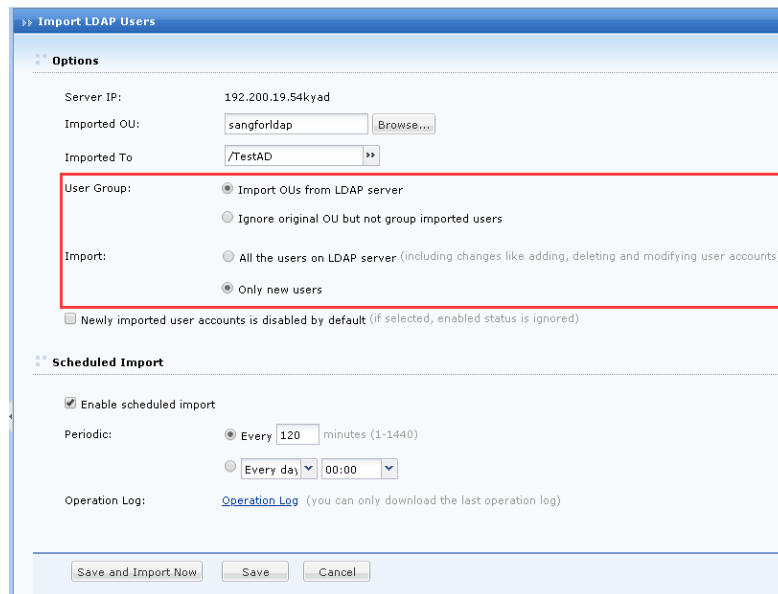 Import LDAP Users
Options
Server IP: 192.200.19.54kyad
Imported OU: sangforldap Browse...
Imported To /TestAD
User Group: Import OUs from LDAP server
Ignore original OU but not group imported users
Import: All the users on LDAP server (including changes like adding, deleting and modifying user accounts
Only new users
Newly imported user accounts is disabled by default (if selected, enabled status is ignored)
Scheduled Import
Enable scheduled import
Periodic: Every 120 minutes (1-1440)
Every day 00:00
Operation Log: Operation Log (you can only download the last operation log)
Save and Import Now Save Cancel